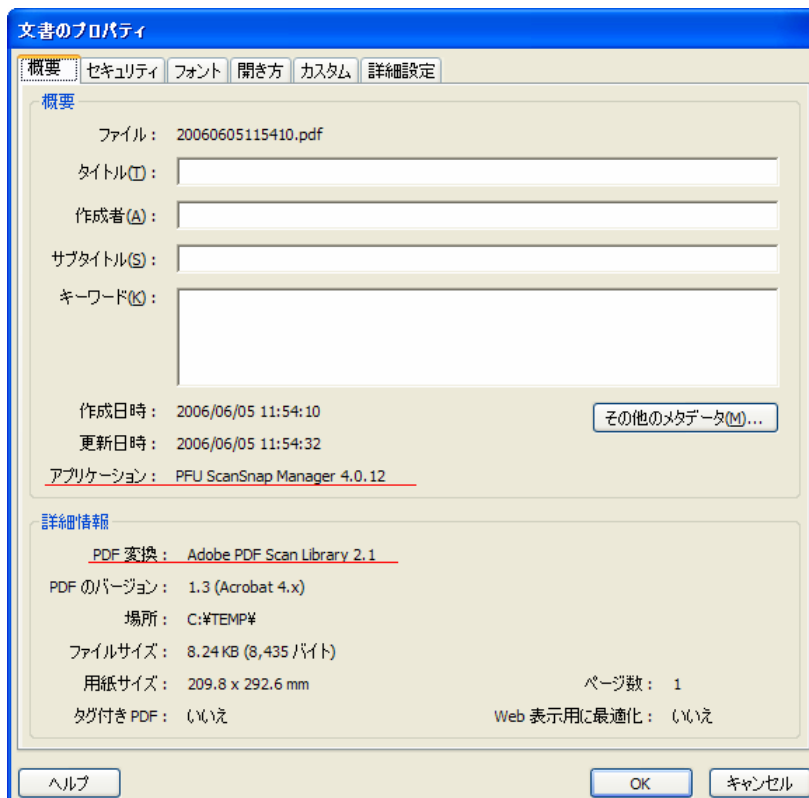 文書のプロパティ
概要 セキュリティ フォント 開き方 カスタム 詳細設定
概要
ファイル： 20060605115410.pdf
タイトル(T)：
作成者(A)：
サブタイトル(S)：
キーワード(K)：
作成日時： 2006/06/05 11:54:10
その他のメタデータ(M)...
更新日時： 2006/06/05 11:54:32
アプリケーション： PFU ScanSnap Manager 4.0.12
詳細情報
PDF 変換： Adobe PDF Scan Library 2.1
PDF のバージョン： 1.3 (Acrobat 4.x)
場所： C:¥TEMP¥
ファイルサイズ： 8.24 KB (8,435 バイト)
用紙サイズ： 209.8 x 292.6 mm ページ数： 1
タグ付き PDF： いいえ Web 表示用に最適化： いいえ
ヘルプ OK キャンセル